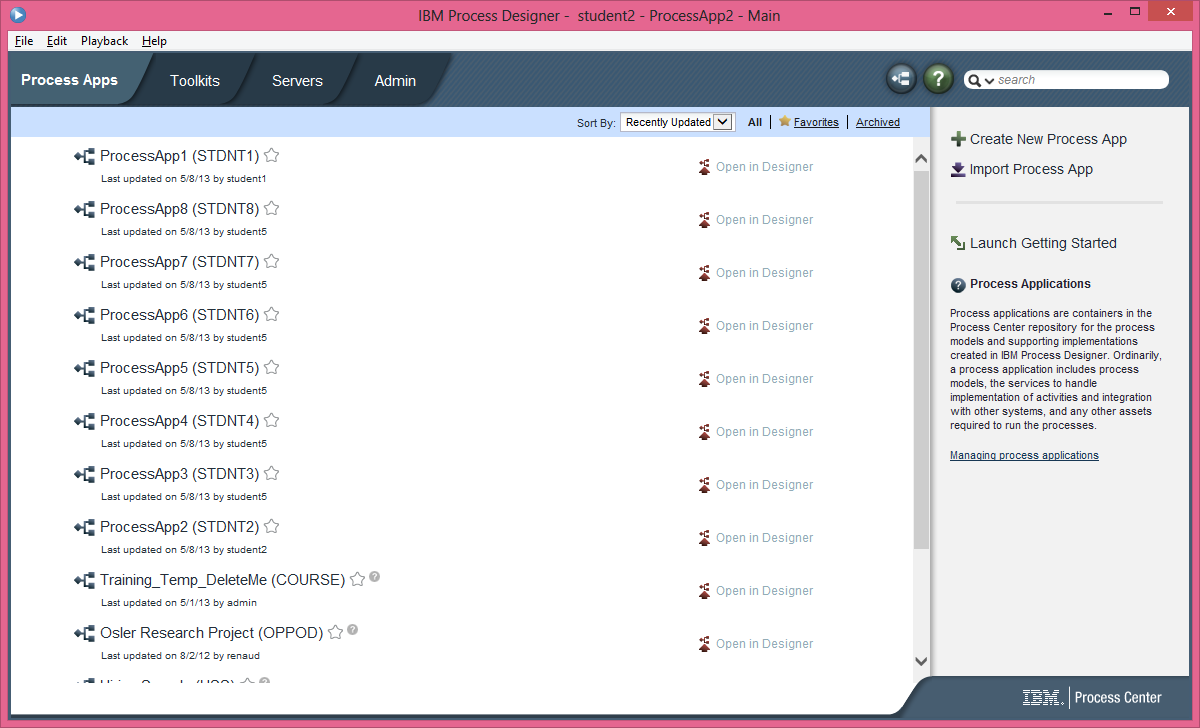 IBM Process Designer - student2 - ProcessApp2 - Main
File Edit Playback Help
Process Apps Toolkits Servers Admin
? search
Sort By: Recently Updated All Favorites Archived
ProcessApp1 (STDNT1)
Last updated on 5/8/13 by student1
Open in Designer
ProcessApp8 (STDNT8)
Last updated on 5/8/13 by student5
Open in Designer
ProcessApp7 (STDNT7)
Last updated on 5/8/13 by student5
Open in Designer
ProcessApp6 (STDNT6)
Last updated on 5/8/13 by student5
Open in Designer
ProcessApp5 (STDNT5)
Last updated on 5/8/13 by student5
Open in Designer
ProcessApp4 (STDNT4)
Last updated on 5/8/13 by student5
Open in Designer
ProcessApp3 (STDNT3)
Last updated on 5/8/13 by student5
Open in Designer
ProcessApp2 (STDNT2)
Last updated on 5/8/13 by student2
Open in Designer
Training_Temp_DeleteMe (COURSE) ?
Last updated on 5/1/13 by admin
Open in Designer
Osler Research Project (OPPOD) ?
Last updated on 8/2/12 by renaud
Open in Designer
Create New Process App
Import Process App
Launch Getting Started
? Process Applications
Process applications are containers in the
Process Center repository for the process
models and supporting implementations
created in IBM Process Designer. Ordinarily,
a process application includes process
models, the services to handle
implementation of activities and integration
with other systems, and any other assets
required to run the processes.
Managing process applications
IBM. Process Center